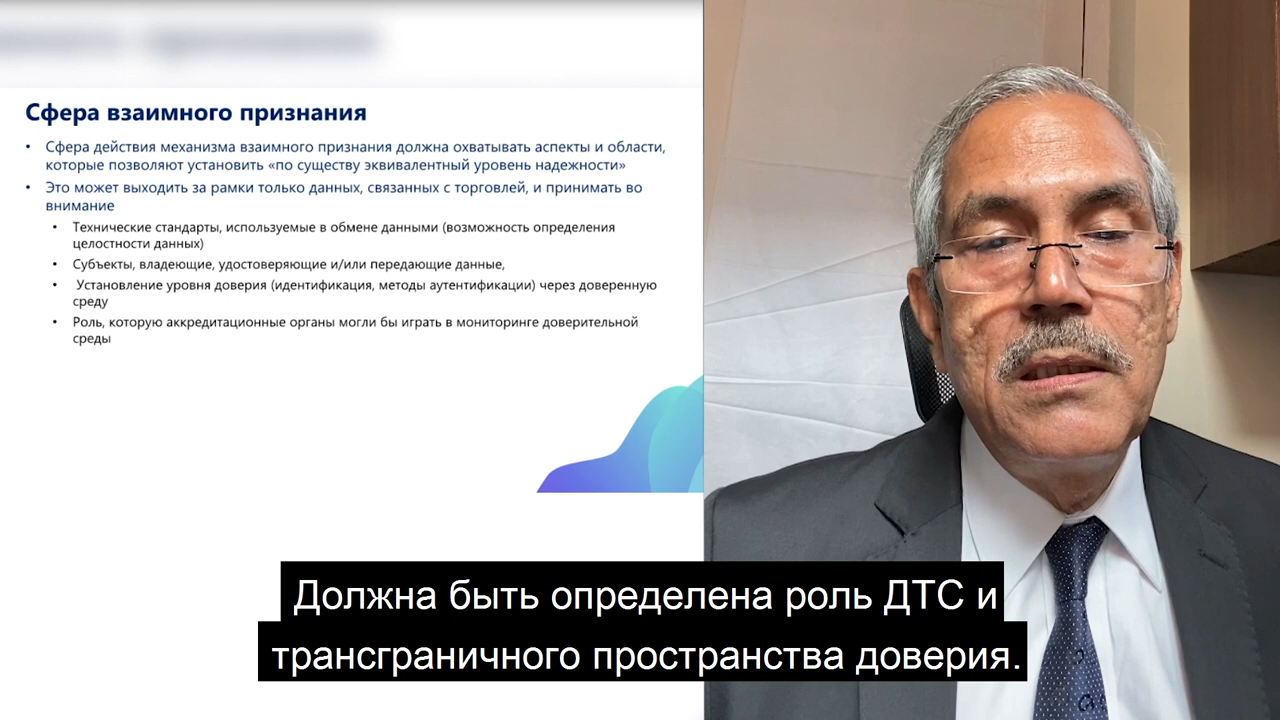 Сфера взаимного признания
• Сфера действия механизма взаимного признания должна охватывать аспекты и области,
которые позволяют установить «по существу эквивалентный уровень надежности»
• Это может выходить за рамки только данных, связанных с торговлей, и принимать во
внимание
• Технические стандарты, используемые в обмене данными (возможность определения
целостности данных)
• Субъекты, владеющие, удостоверяющие и/или передающие данные,
• Установление уровня доверия (идентификация, методы аутентификации) через доверенную
среду
• Роль, которую аккредитационные органы могли бы играть в мониторинге доверительной
среды
Должна быть определена роль ДТС и
трансграничного пространства доверия.